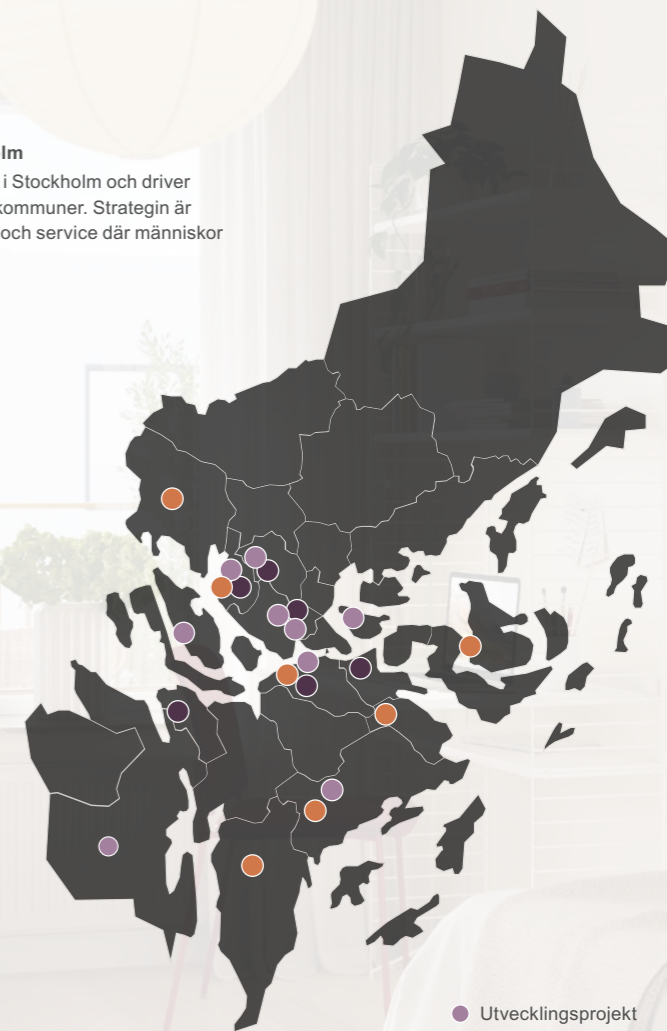 lm
i Stockholm och driver
kommuner. Strategin är
och service där människor
Utvecklingsprojekt